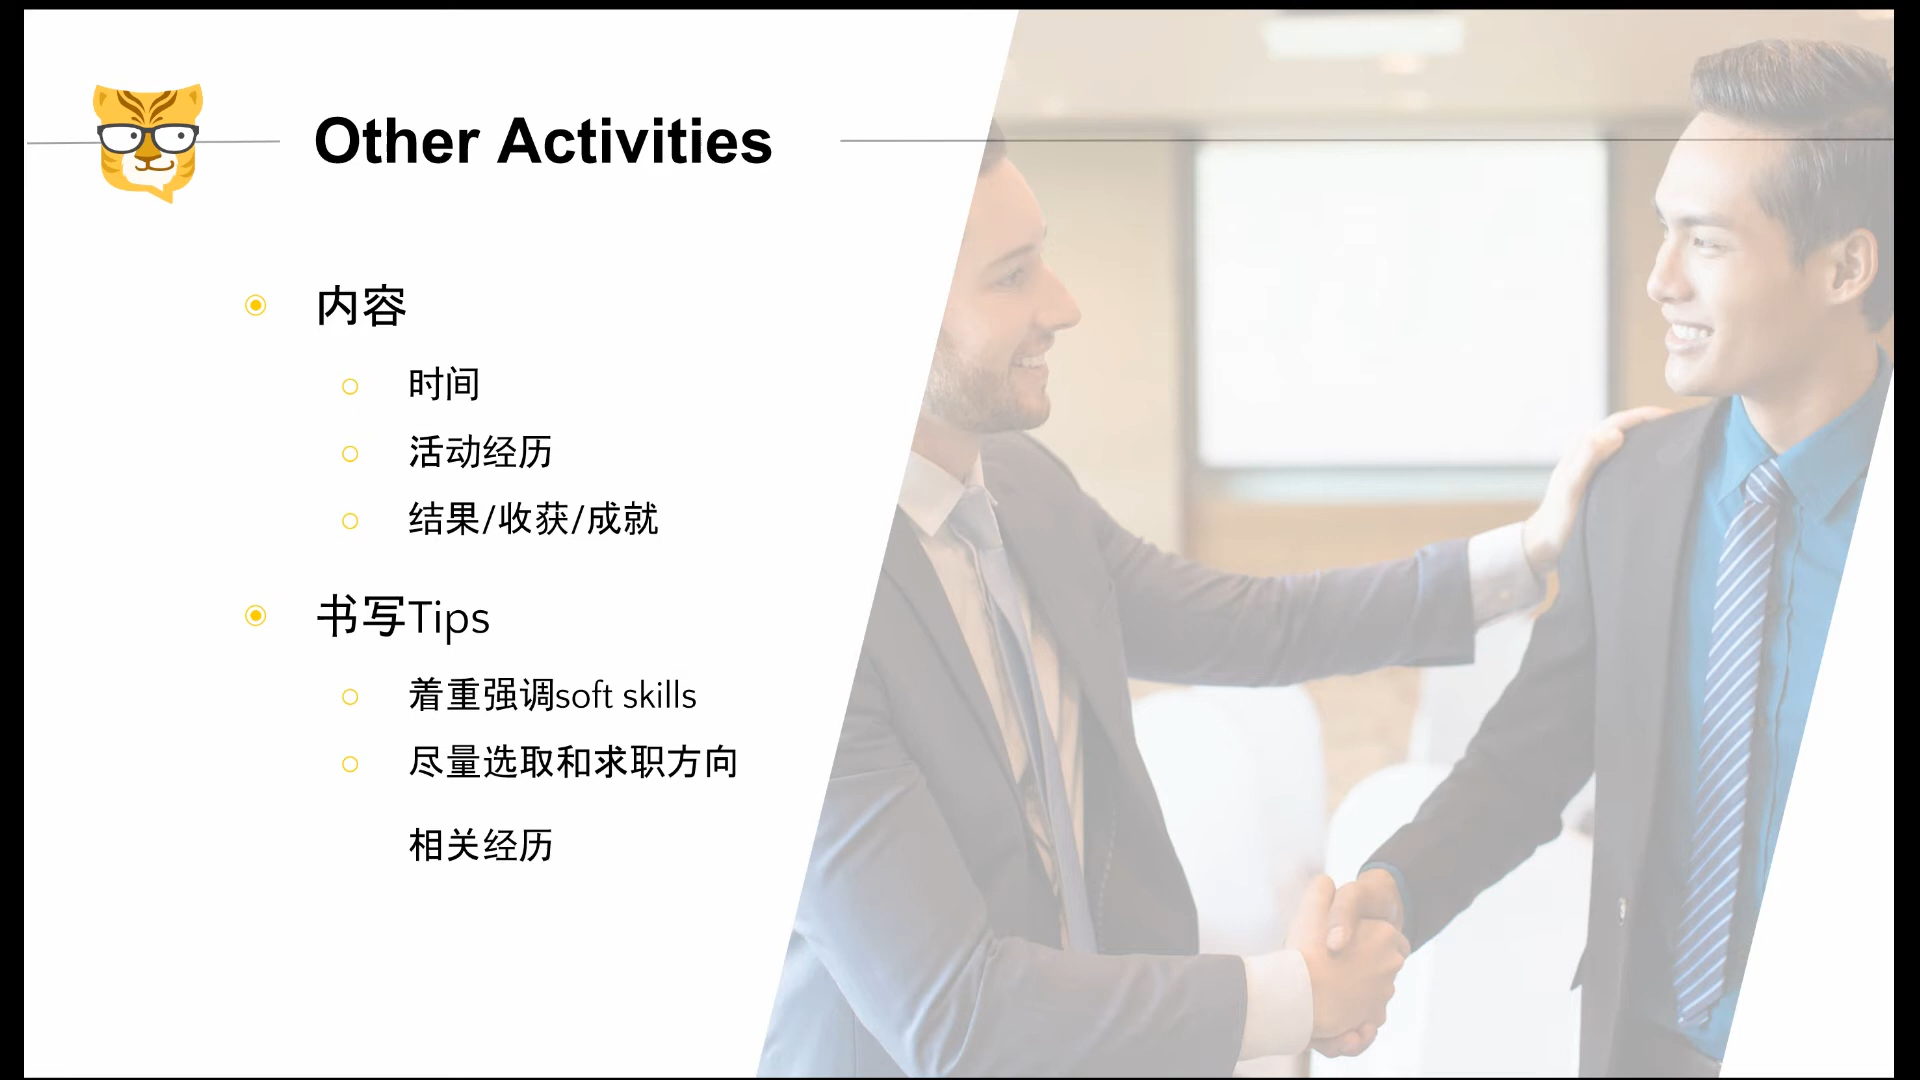 Other Activities
内容
时间
活动经历
结果/收获/成就
书写Tips
着重强调soft skills
尽量选取和求职方向
相关经历